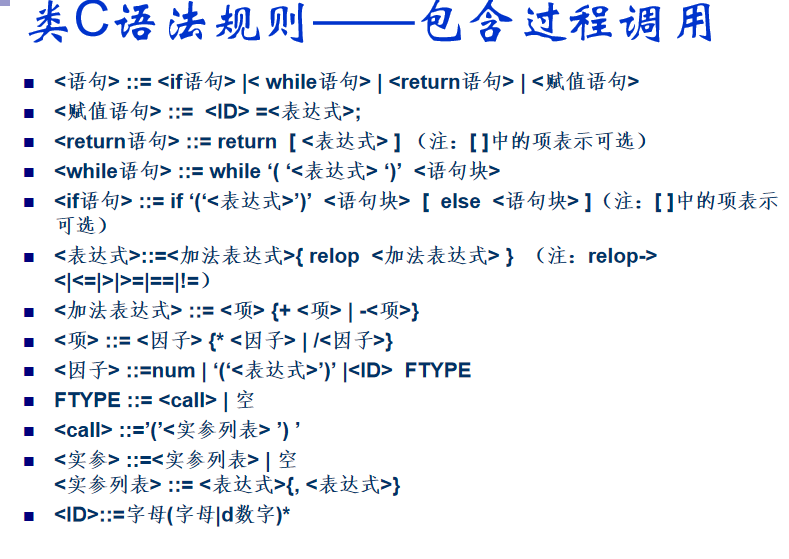 类C语法规则——包含过程调用
<语句> ::= <if语句> |< while语句> | <return语句> | <赋值语句>
<赋值语句> ::= <ID> =<表达式>;
<return语句> ::= return [ <表达式> ] （注：[ ]中的项表示可选）
<while语句> ::= while ‘( ‘<表达式> ‘)’ <语句块>
<if语句> ::= if ‘(‘<表达式>’)’ <语句块> [ else <语句块> ]（注：[ ]中的项表示
可选）
<表达式>::=<加法表达式>{ relop <加法表达式> } （注：relop->
<|<=|>|>=|==|!=）
<加法表达式> ::= <项> {+ <项> | -<项>}
<项> ::= <因子> {* <因子> | /<因子>}
<因子> ::=num | ‘(‘<表达式>’)’ |<ID> FTYPE
FTYPE ::= <call> | 空
<call> ::=’(’<实参列表> ’) ’
<实参> ::=<实参列表> | 空
<实参列表> ::= <表达式>{, <表达式>}
<ID>::=字母(字母|d数字)*